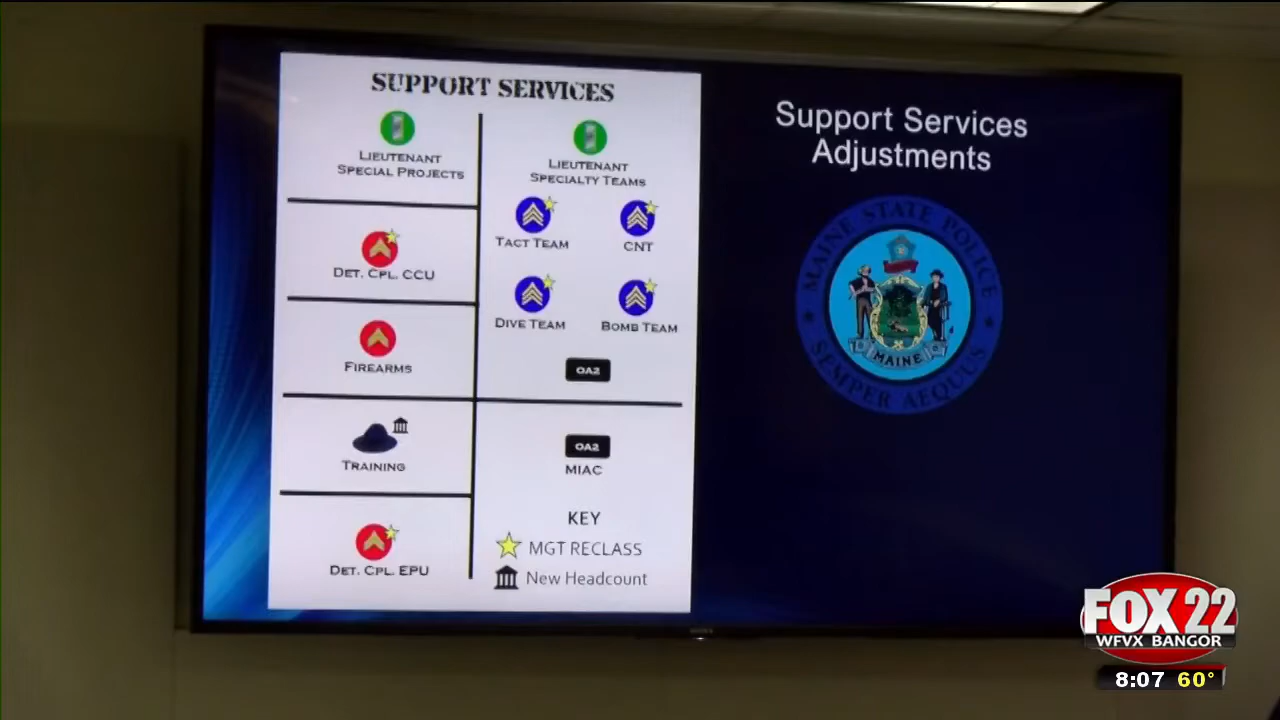 SUPPORT SERVICES
LIEUTENANT
SPECIAL PROJECTS
DET. CPL. CCU
FIREARMS
TRAINING
DET. CPL. EPU
LIEUTENANT
SPECIALTY TEAMS
TACT TEAM
CNT
DIVE TEAM
BOMB TEAM
OA2
OA2
MIAC
KEY
MGT RECLASS
New Headcount
Support Services
Adjustments
MAINE STATE POLICE
MAINE
SEMPER AEQUUS
FOX 22
WFVX BANGOR
8:07 60°